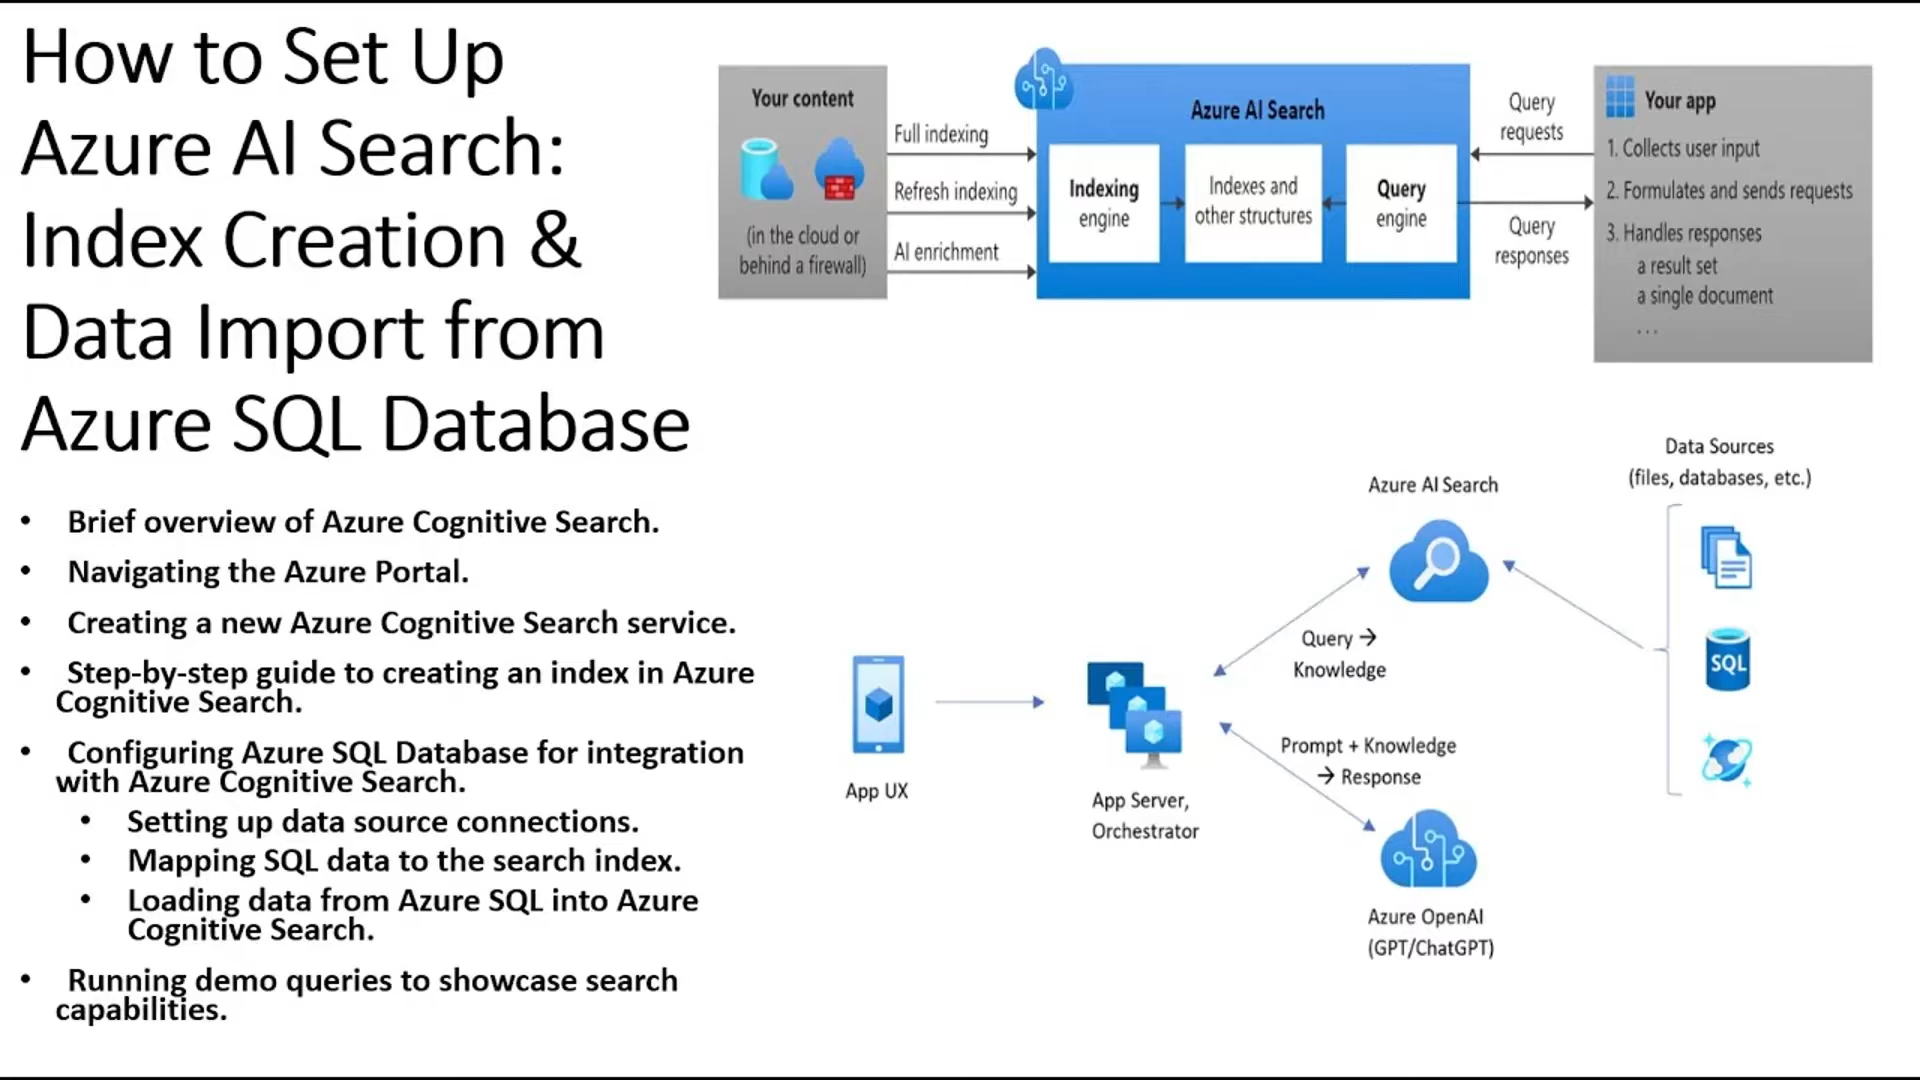 How to Set Up
Azure AI Search:
Index Creation &
Data Import from
Azure SQL Database
• Brief overview of Azure Cognitive Search.
• Navigating the Azure Portal.
• Creating a new Azure Cognitive Search service.
• Step-by-step guide to creating an index in Azure
Cognitive Search.
• Configuring Azure SQL Database for integration
with Azure Cognitive Search.
• Setting up data source connections.
• Mapping SQL data to the search index.
• Loading data from Azure SQL into Azure
Cognitive Search.
• Running demo queries to showcase search
capabilities.
Your content
(in the cloud or
behind a firewall)
Full indexing
Refresh indexing
AI enrichment
Azure AI Search
Indexing
engine
Indexes and
other structures
Query
engine
Query
requests
Query
responses
Your app
1. Collects user input
2. Formulates and sends requests
3. Handles responses
a result set
a single document
...
App UX
App Server,
Orchestrator
Azure AI Search
Query →
Knowledge
Prompt + Knowledge
→ Response
Azure OpenAI
(GPT/ChatGPT)
Data Sources
(files, databases, etc.)
SQL